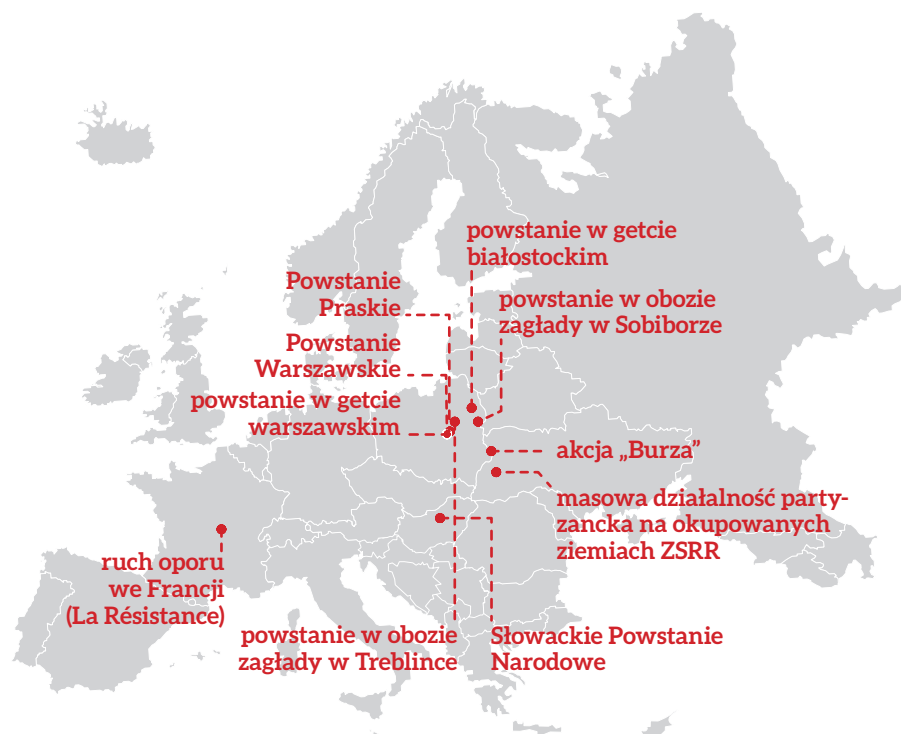 powstanie w getcie
białostockim
Powstanie
Praskie
powstanie w obozie
zagłady w Sobiborze
Powstanie
Warszawskie
powstanie w getcie
warszawskim
akcja „Burza”
masowa działalność party-
zancka na okupowanych
ziemiach ZSRR
ruch oporu
we Francji
(La Résistance)
powstanie w obozie
zagłady w Treblince
Słowackie Powstanie
Narodowe